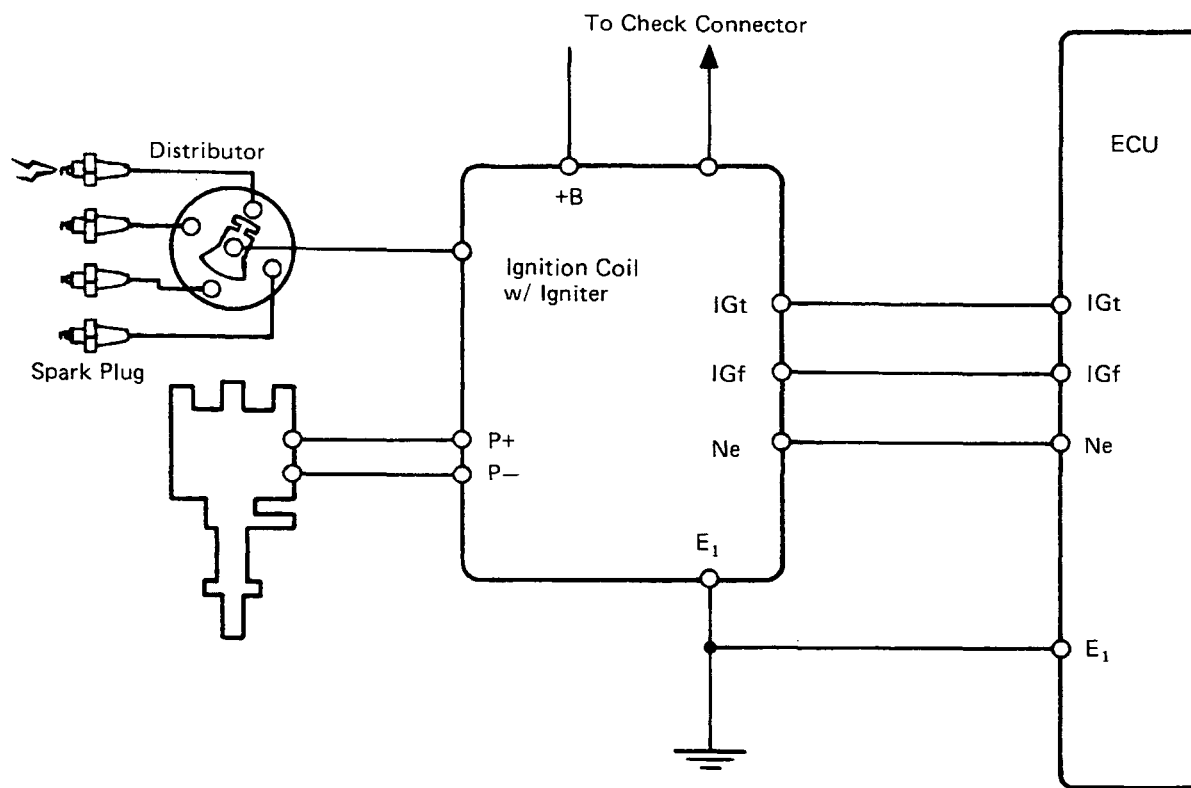 To Check Connector
ECU
Distributor
+B
Ignition Coil
w/ Igniter
IGt
IGt
IGf
IGf
Spark Plug
P+
Ne
Ne
P−
E₁
E₁